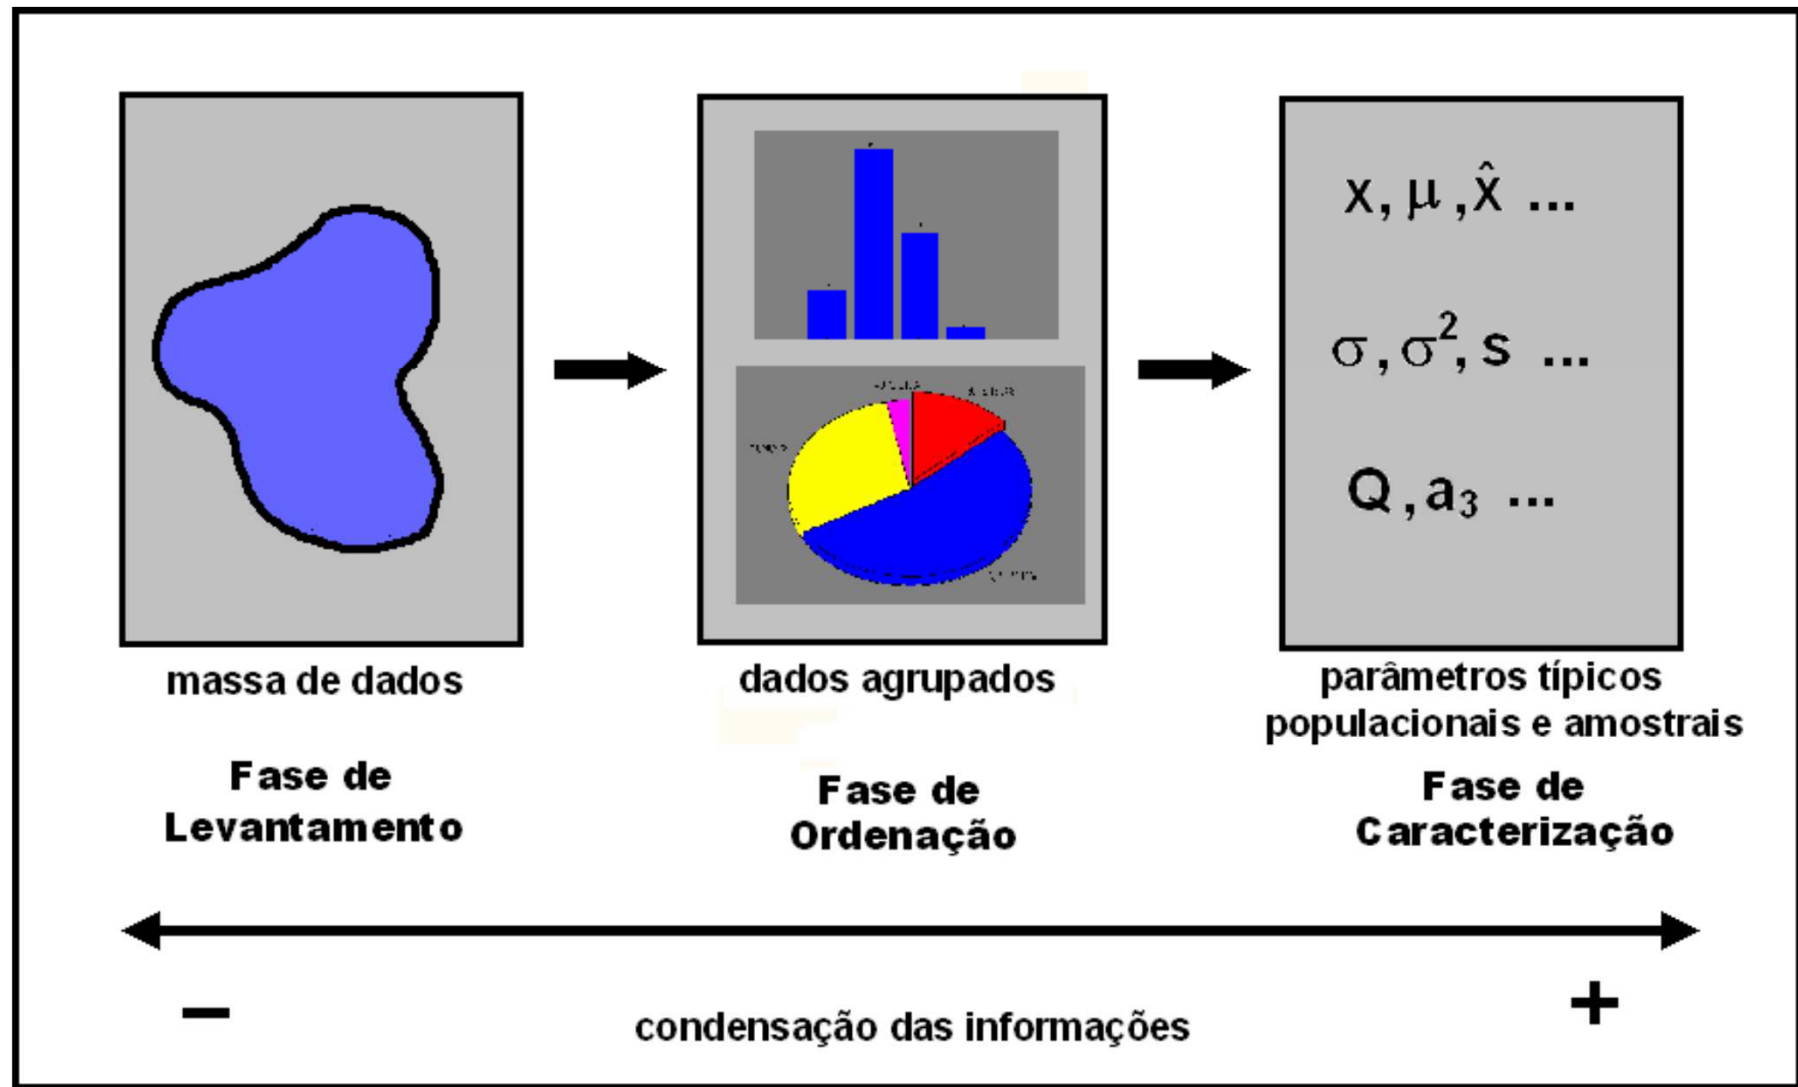 x, μ, x̂ ...
σ, σ², s ...
Q, a₃ ...
massa de dados
dados agrupados
parâmetros típicos
populacionais e amostrais
Fase de
Levantamento
Fase de
Ordenação
Fase de
Caracterização
−
+
condensação das informações